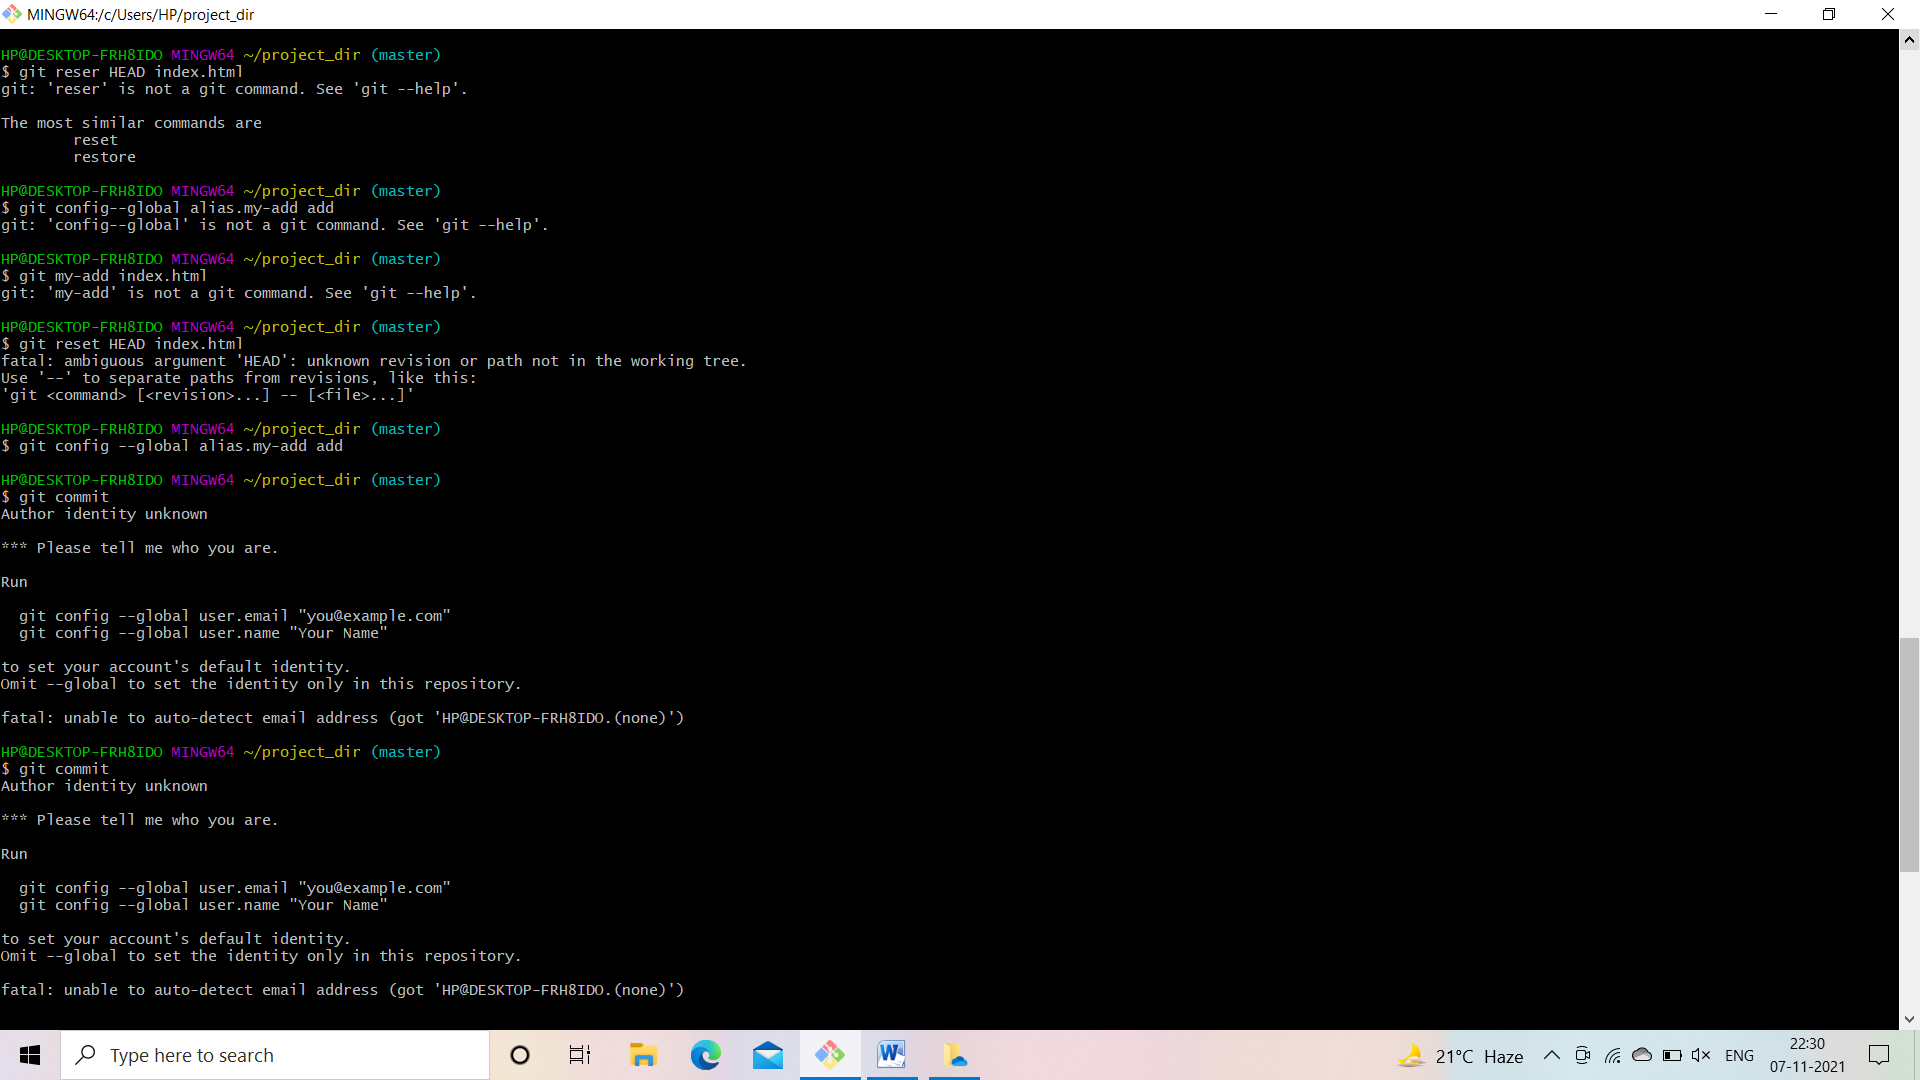 MINGW64:/c/Users/HP/project_dir
HP@DESKTOP-FRH8IDO MINGW64 ~/project_dir (master)
$ git reser HEAD index.html
git: 'reser' is not a git command. See 'git --help'.
The most similar commands are
reset
restore
HP@DESKTOP-FRH8IDO MINGW64 ~/project_dir (master)
$ git config--global alias.my-add add
git: 'config--global' is not a git command. See 'git --help'.
HP@DESKTOP-FRH8IDO MINGW64 ~/project_dir (master)
$ git my-add index.html
git: 'my-add' is not a git command. See 'git --help'.
HP@DESKTOP-FRH8IDO MINGW64 ~/project_dir (master)
$ git reset HEAD index.html
fatal: ambiguous argument 'HEAD': unknown revision or path not in the working tree.
Use '--' to separate paths from revisions, like this:
'git <command> [<revision>...] -- [<file>...]'
HP@DESKTOP-FRH8IDO MINGW64 ~/project_dir (master)
$ git config --global alias.my-add add
HP@DESKTOP-FRH8IDO MINGW64 ~/project_dir (master)
$ git commit
Author identity unknown
*** Please tell me who you are.
Run
git config --global user.email "you@example.com"
git config --global user.name "Your Name"
to set your account's default identity.
Omit --global to set the identity only in this repository.
fatal: unable to auto-detect email address (got 'HP@DESKTOP-FRH8IDO.(none)')
HP@DESKTOP-FRH8IDO MINGW64 ~/project_dir (master)
$ git commit
Author identity unknown
*** Please tell me who you are.
Run
git config --global user.email "you@example.com"
git config --global user.name "Your Name"
to set your account's default identity.
Omit --global to set the identity only in this repository.
fatal: unable to auto-detect email address (got 'HP@DESKTOP-FRH8IDO.(none)')
Type here to search
21°C Haze
ENG
22:30
07-11-2021